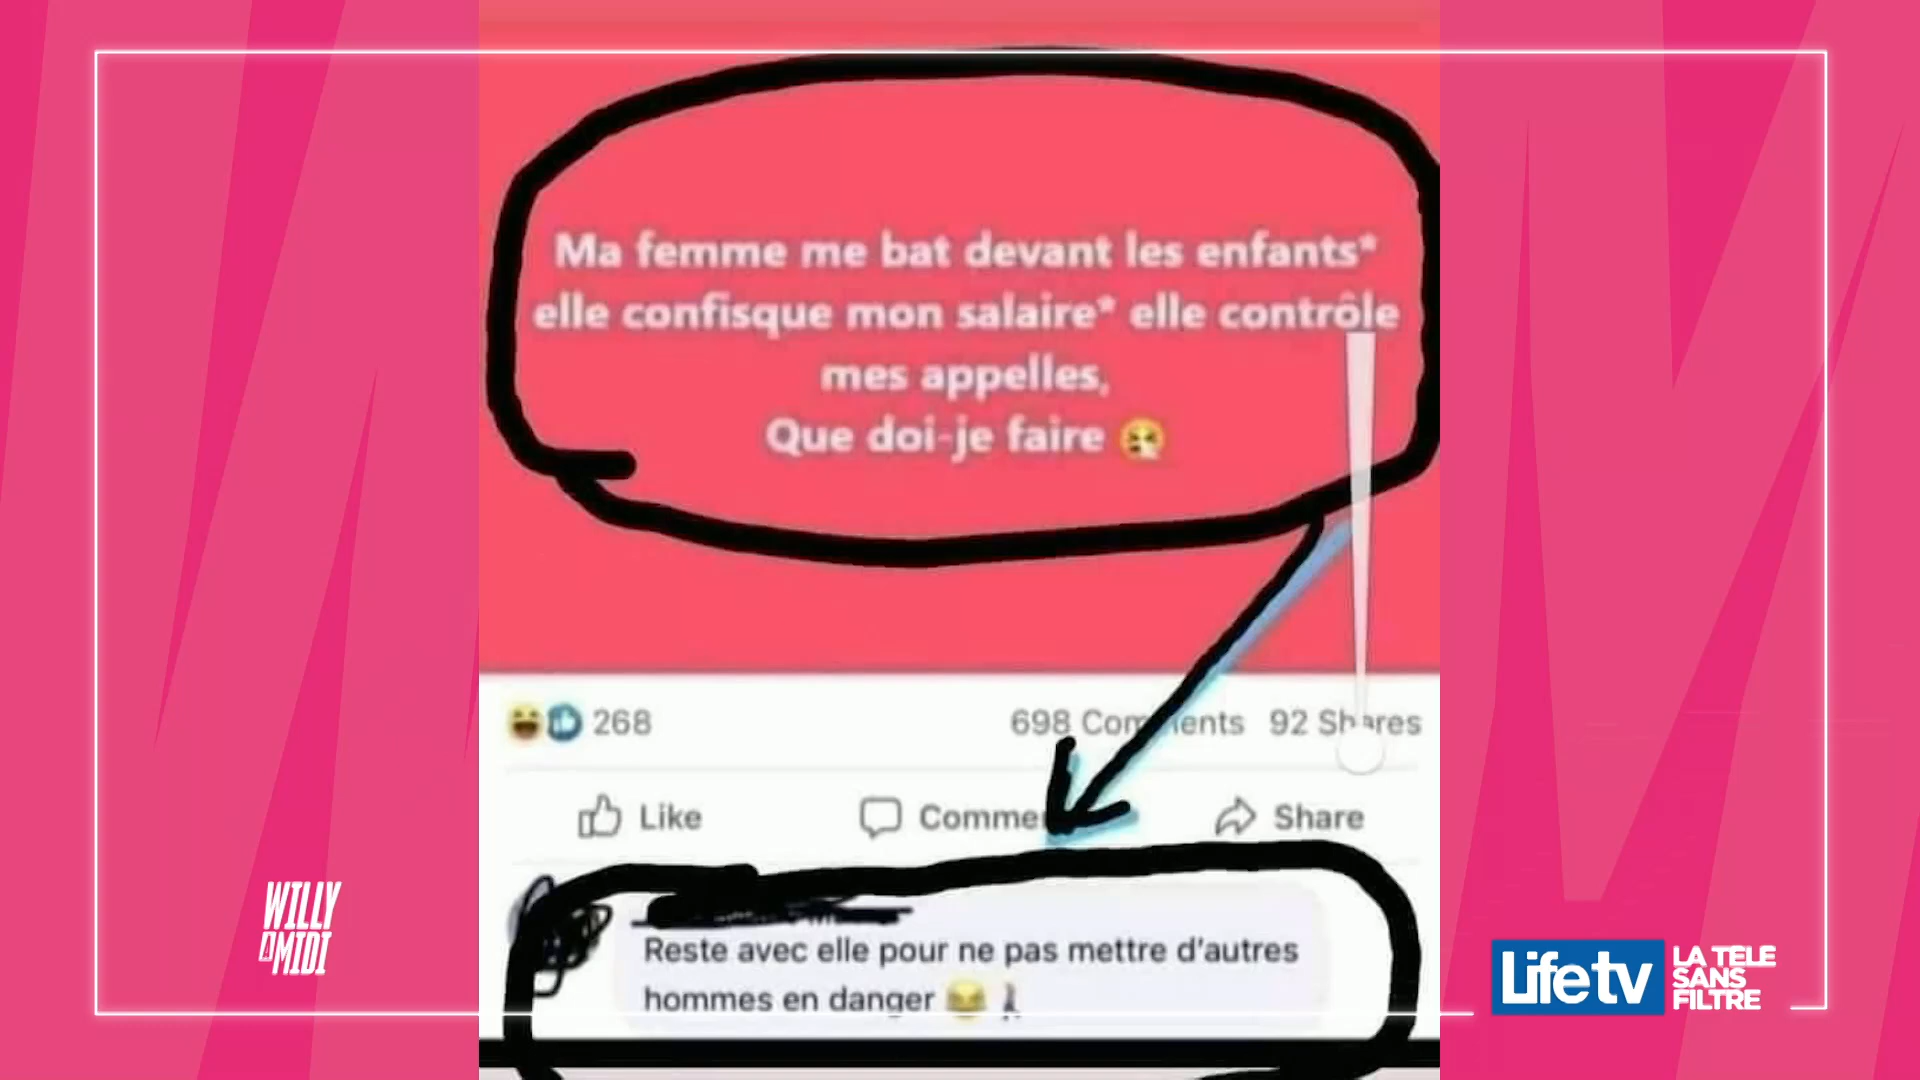 Ma femme me bat devant les enfants*
elle confisque mon salaire* elle contrôle
mes appelles,
Que doi-je faire
268
698 Comments 92 Shares
Like
Share
Reste avec elle pour ne pas mettre d'autres
hommes en danger
WILLY
À MIDI
Lifetv
LA TELE
SANS
FILTRE